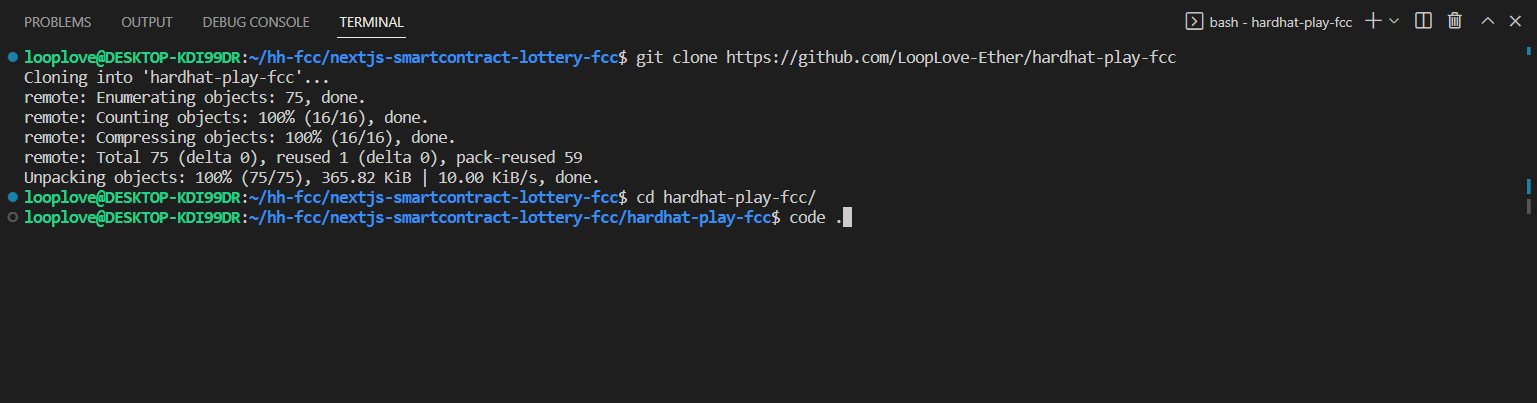 PROBLEMS OUTPUT DEBUG CONSOLE TERMINAL bash - hardhat-play-fcc
looplove@DESKTOP-KDI99DR:~/hh-fcc/nextjs-smartcontract-lottery-fcc$ git clone https://github.com/LoopLove-Ether/hardhat-play-fcc
Cloning into 'hardhat-play-fcc'...
remote: Enumerating objects: 75, done.
remote: Counting objects: 100% (16/16), done.
remote: Compressing objects: 100% (16/16), done.
remote: Total 75 (delta 0), reused 1 (delta 0), pack-reused 59
Unpacking objects: 100% (75/75), 365.82 KiB | 10.00 KiB/s, done.
looplove@DESKTOP-KDI99DR:~/hh-fcc/nextjs-smartcontract-lottery-fcc$ cd hardhat-play-fcc/
looplove@DESKTOP-KDI99DR:~/hh-fcc/nextjs-smartcontract-lottery-fcc/hardhat-play-fcc$ code .